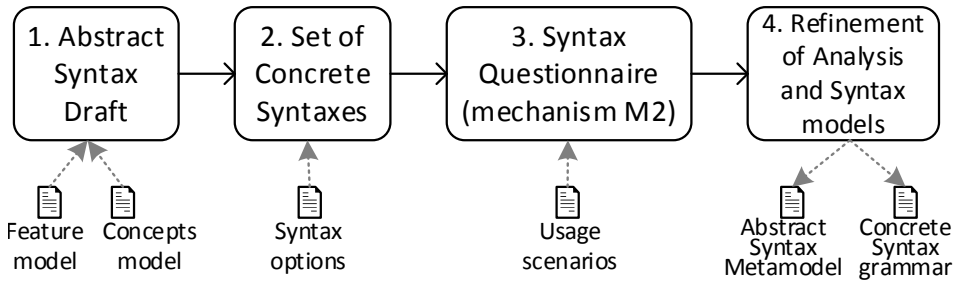 1. Abstract
Syntax
Draft
2. Set of
Concrete
Syntaxes
3. Syntax
Questionnaire
(mechanism M2)
4. Refinement
of Analysis
and Syntax
models
Feature
model
Concepts
model
Syntax
options
Usage
scenarios
Abstract
Syntax
Metamodel
Concrete
Syntax
grammar